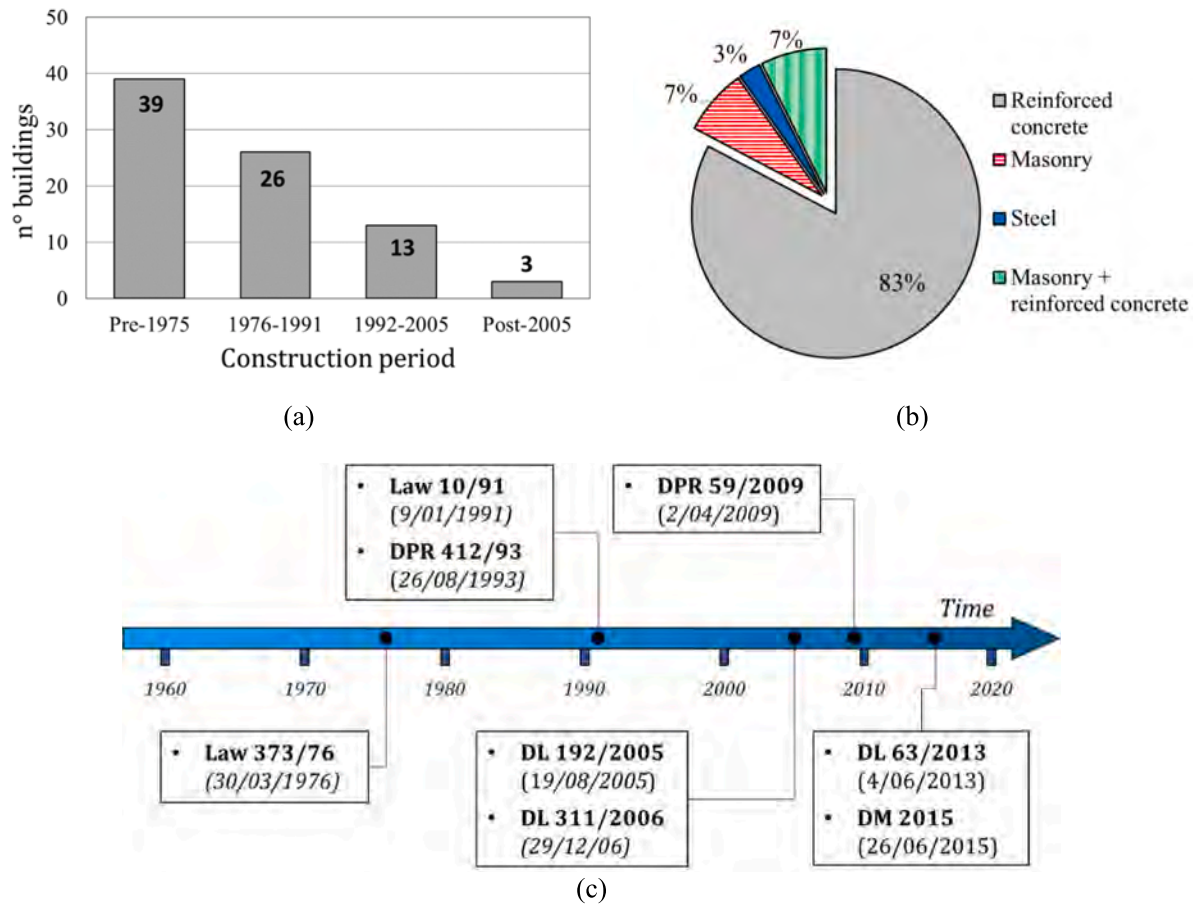 50
40
30
20
10
0
n° buildings
39
26
13
3
Pre-1975
1976-1991
1992-2005
Post-2005
Construction period
(a)
7%
3%
7%
83%
Reinforced
concrete
Masonry
Steel
Masonry +
reinforced concrete
(b)
• Law 10/91
(9/01/1991)
• DPR 412/93
(26/08/1993)
• DPR 59/2009
(2/04/2009)
Time
1960
1970
1980
1990
2000
2010
2020
• Law 373/76
(30/03/1976)
• DL 192/2005
(19/08/2005)
• DL 311/2006
(29/12/06)
• DL 63/2013
(4/06/2013)
• DM 2015
(26/06/2015)
(c)